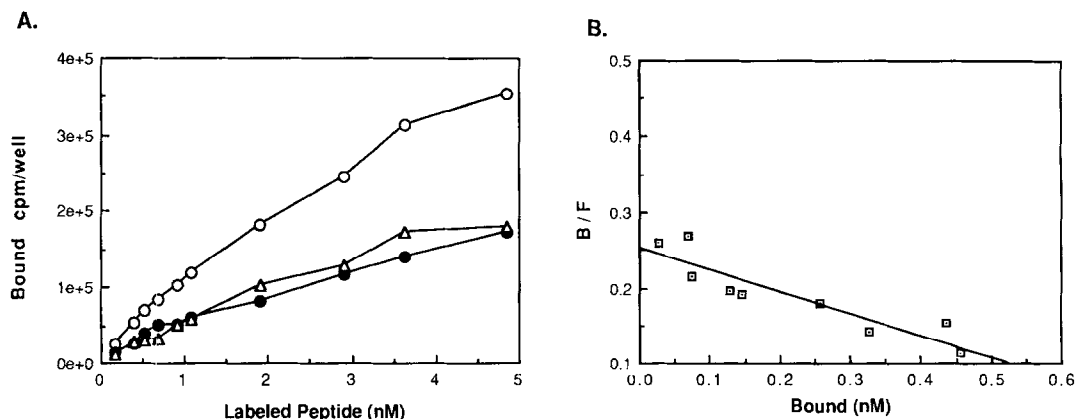 A.
4e+5
3e+5
2e+5
1e+5
0e+0
Bound cpm/well
0 1 2 3 4 5
Labeled Peptide (nM)
B.
0.5
0.4
0.3
0.2
0.1
B / F
0.0 0.1 0.2 0.3 0.4 0.5 0.6
Bound (nM)